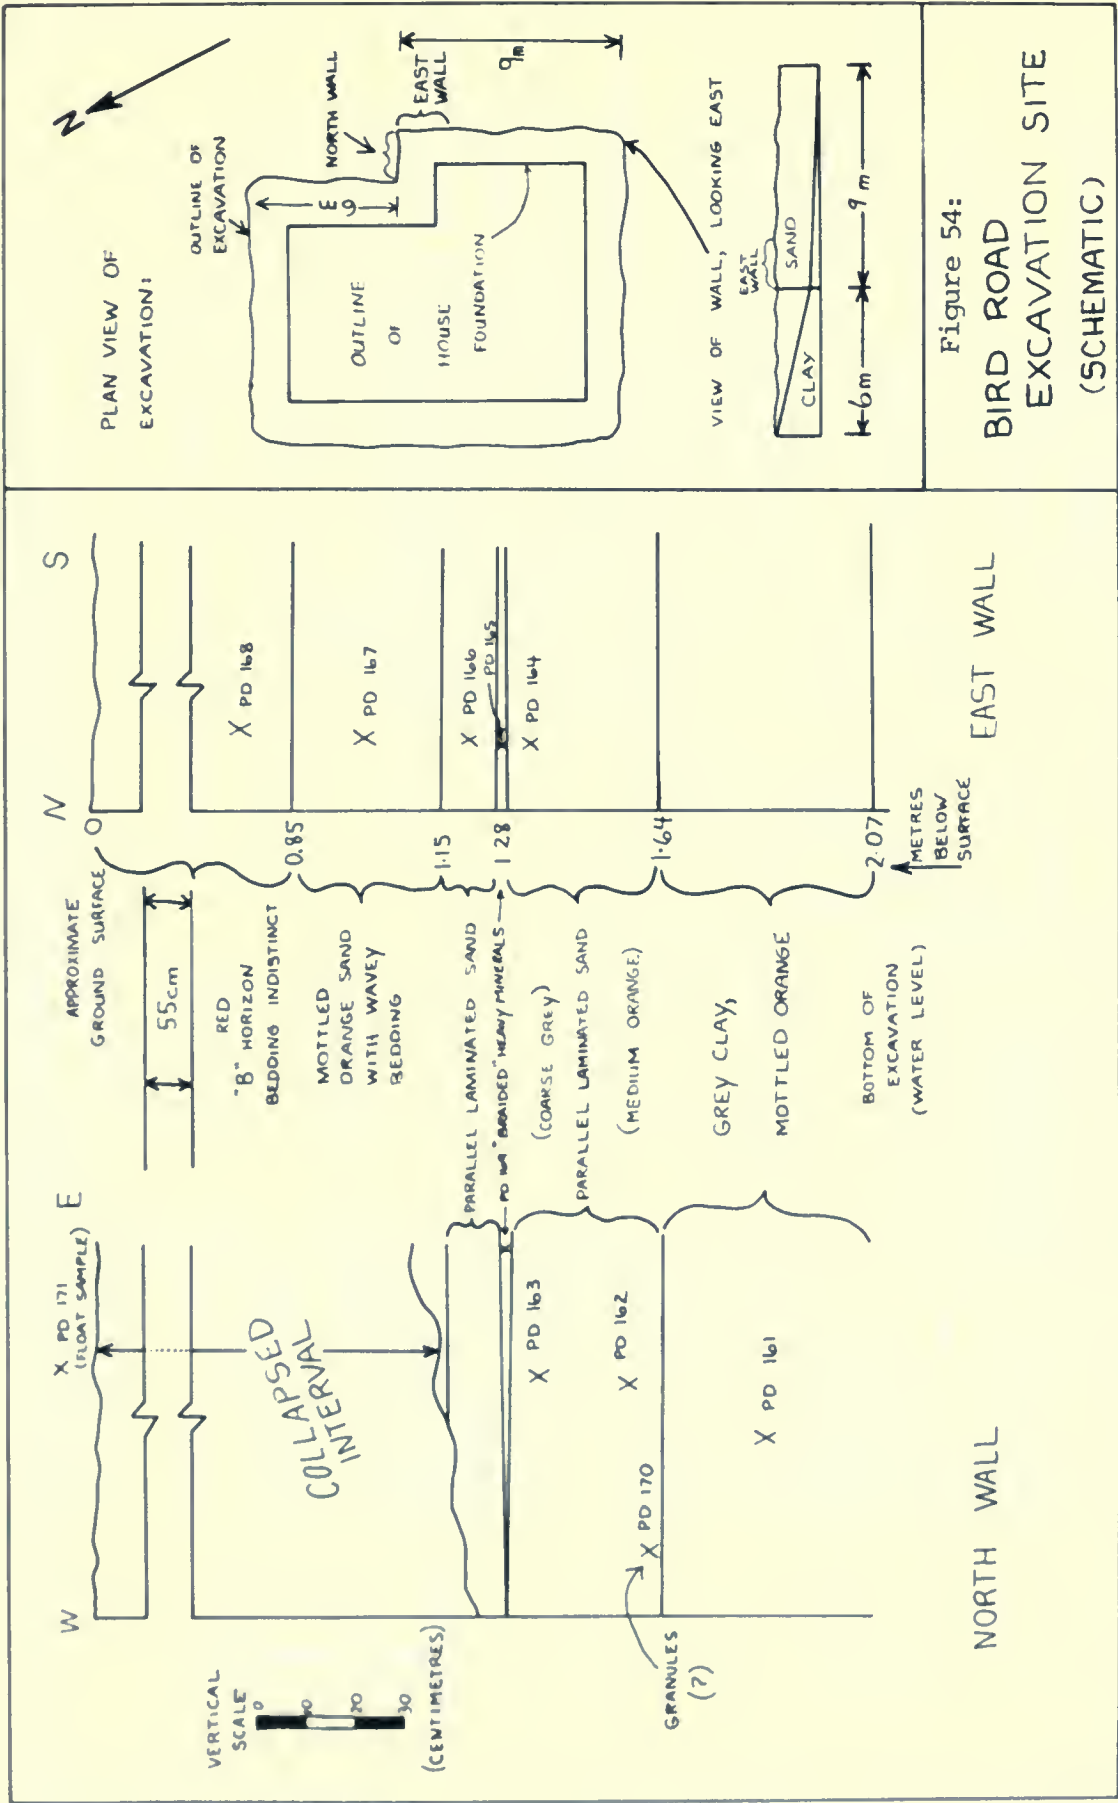 VERTICAL
SCALE
0
10
20
30
(CENTIMETRES)
GRANULES
(?)
W
E
X PD 171
(FLOAT SAMPLE)
COLLAPSED
INTERVAL
X PD 163
X PD 162
X PD 170
X PD 161
NORTH WALL
APPROXIMATE
GROUND SURFACE
55cm
RED
"B" HORIZON
BEDDING INDISTINCT
MOTTLED
ORANGE SAND
WITH WAVEY
BEDDING
PARALLEL LAMINATED SAND
PD 169 "BRAIDED" HEAVY MINERALS
(COARSE GREY)
PARALLEL LAMINATED SAND
(MEDIUM ORANGE)
GREY CLAY,
MOTTLED ORANGE
BOTTOM OF
EXCAVATION
(WATER LEVEL)
N
S
0
0.85
1.15
1.28
1.64
2.07
METRES
BELOW
SURFACE
X PD 168
X PD 167
X PD 166
PD 165
X PD 164
EAST WALL
PLAN VIEW OF
EXCAVATION:
N
OUTLINE OF
EXCAVATION
NORTH WALL
EAST
WALL
6m
9m
OUTLINE
OF
HOUSE
FOUNDATION
VIEW OF WALL, LOOKING EAST
EAST
WALL
CLAY
SAND
6m
9m
Figure 54:
BIRD ROAD
EXCAVATION SITE
(SCHEMATIC)